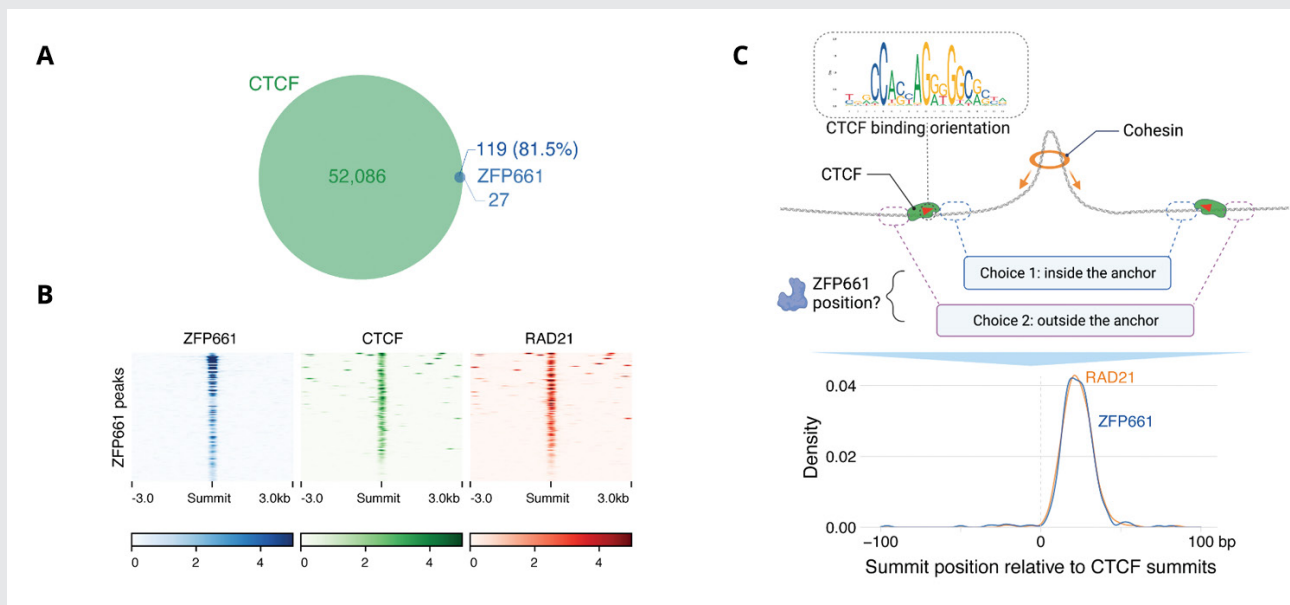 A
CTCF
52,086
119 (81.5%)
ZFP661
27
B
ZFP661
CTCF
RAD21
ZFP661 peaks
-3.0
Summit
3.0kb
-3.0
Summit
3.0kb
-3.0
Summit
3.0kb
0
2
4
0
2
4
0
2
4
C
CTCF binding orientation
Cohesin
CTCF
ZFP661
position?
Choice 1: inside the anchor
Choice 2: outside the anchor
RAD21
ZFP661
Density
0.04
0.02
0.00
−100
0
100 bp
Summit position relative to CTCF summits